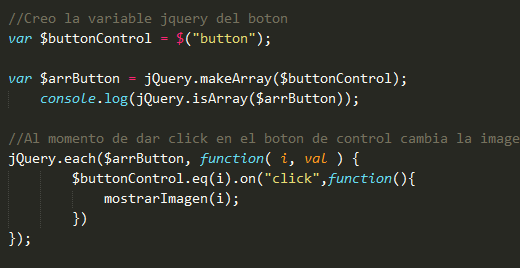 //Creo la variable jquery del boton
var $buttonControl = $("button");
var $arrButton = jQuery.makeArray($buttonControl);
console.log(jQuery.isArray($arrButton));
//Al momento de dar click en el boton de control cambia la image
jQuery.each($arrButton, function( i, val ) {
$buttonControl.eq(i).on("click",function(){
mostrarImagen(i);
})
});